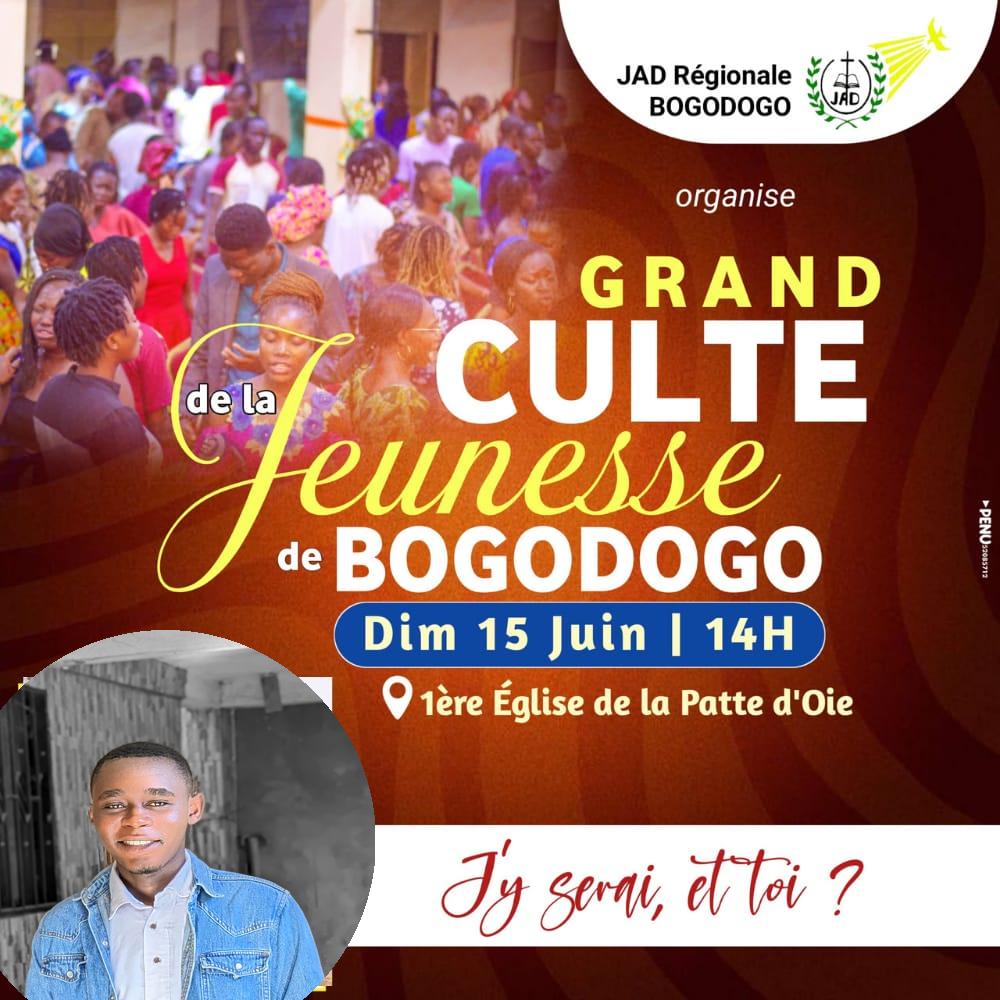 JAD Régionale
BOGODOGO
JAD
organise
GRAND
CULTE
de la
Jeunesse
de BOGODOGO
Dim 15 Juin | 14H
1ère Église de la Patte d'Oie
PENU
J'y serai, et toi ?